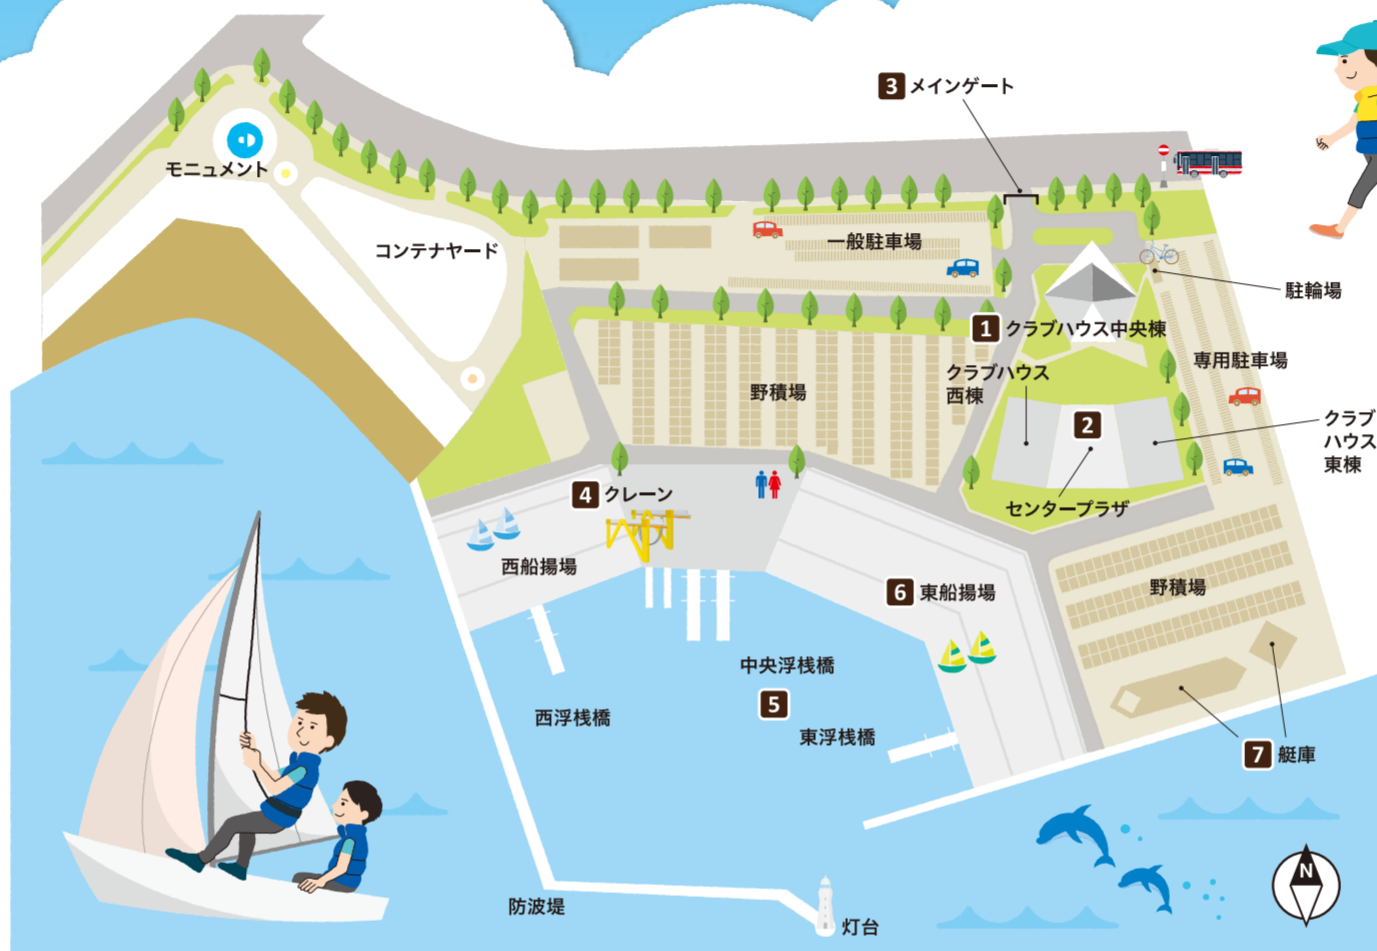 3 メインゲート
モニュメント
コンテナヤード
一般駐車場
駐輪場
1 クラブハウス中央棟
専用駐車場
クラブハウス
西棟
野積場
2
クラブ
ハウス
東棟
4 クレーン
センタープラザ
西船揚場
6 東船揚場
野積場
中央浮桟橋
5
西浮桟橋
東浮桟橋
7 艇庫
N
防波堤
灯台